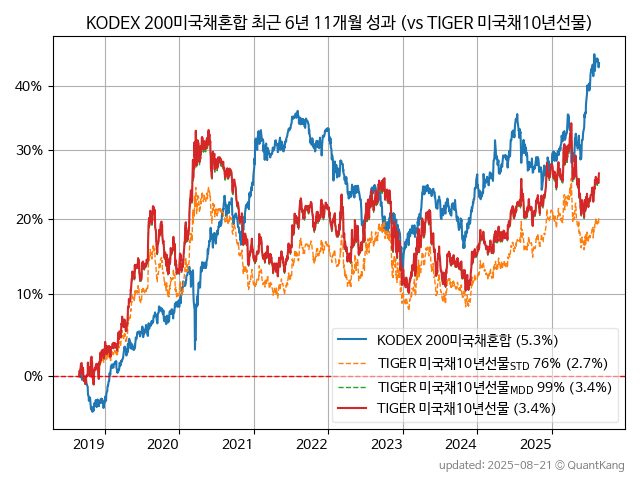 KODEX 200미국채혼합 최근 6년 11개월 성과 (vs TIGER 미국채10년선물)
40%
30%
20%
10%
0%
KODEX 200미국채혼합 (5.3%)
TIGER 미국채10년선물STD 76% (2.7%)
TIGER 미국채10년선물MDD 99% (3.4%)
TIGER 미국채10년선물 (3.4%)
2019 2020 2021 2022 2023 2024 2025
updated: 2025-08-21 © QuantKang